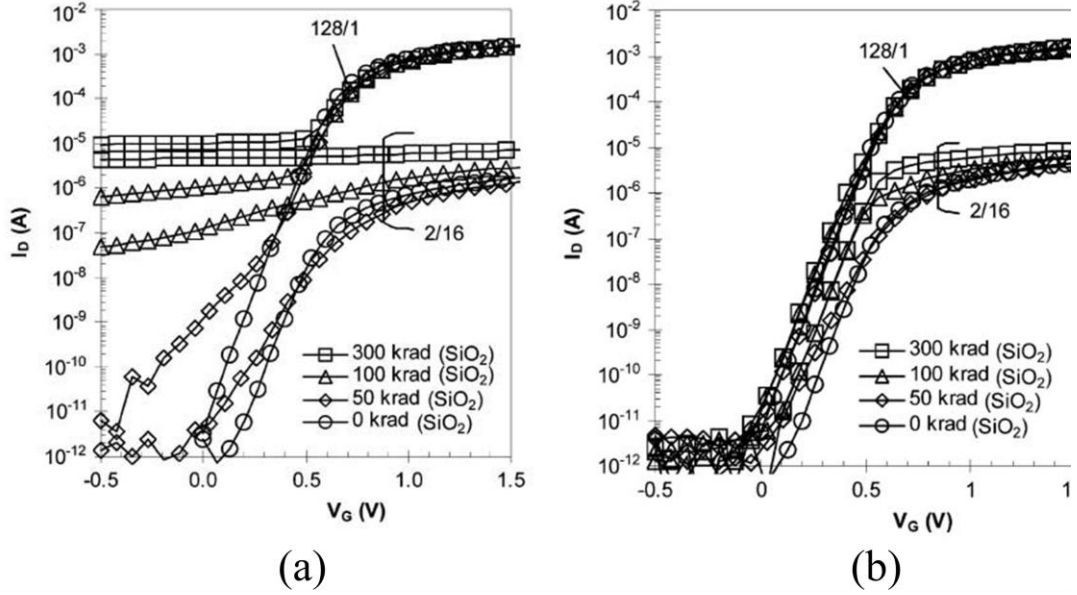 10⁻²
10⁻³
10⁻⁴
10⁻⁵
10⁻⁶
10⁻⁷
10⁻⁸
10⁻⁹
10⁻¹⁰
10⁻¹¹
10⁻¹²
I_D (A)
128/1
2/16
300 krad (SiO₂)
100 krad (SiO₂)
50 krad (SiO₂)
0 krad (SiO₂)
-0.5 0.0 0.5 1.0 1.5
V_G (V)
(a)
10⁻²
10⁻³
10⁻⁴
10⁻⁵
10⁻⁶
10⁻⁷
10⁻⁸
10⁻⁹
10⁻¹⁰
10⁻¹¹
10⁻¹²
I_D (A)
128/1
2/16
300 krad (SiO₂)
100 krad (SiO₂)
50 krad (SiO₂)
0 krad (SiO₂)
-0.5 0 0.5 1 1.5
V_G (V)
(b)